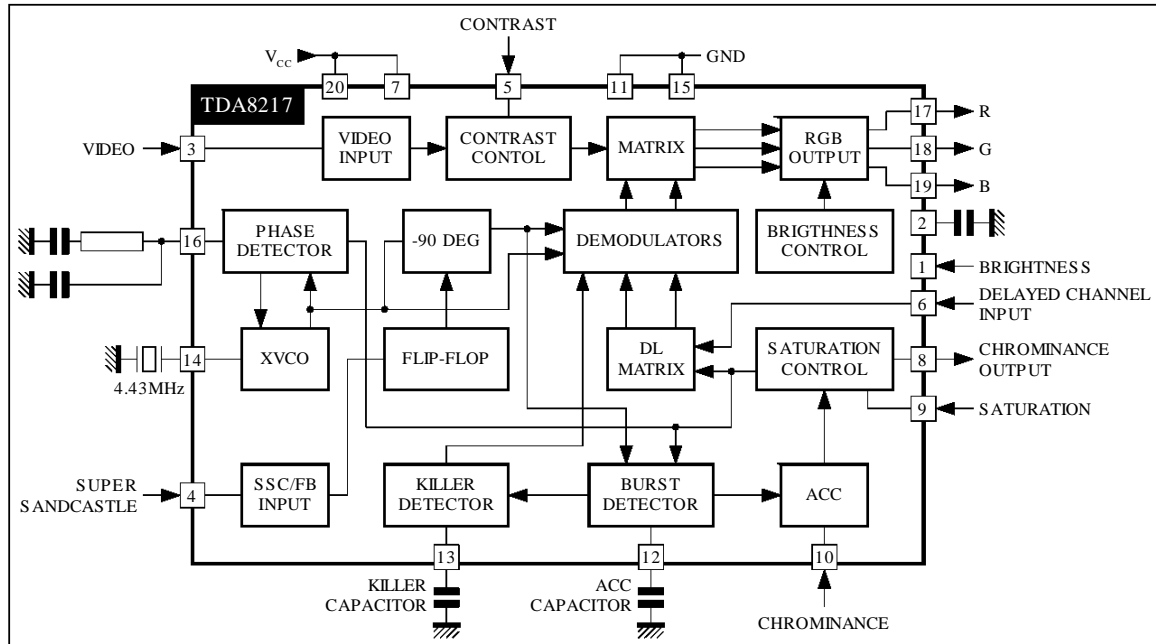 CONTRAST
VCC
GND
20
7
5
11
15
TDA8217
17
R
VIDEO
3
VIDEO
INPUT
CONTRAST
CONTOL
MATRIX
RGB
OUTPUT
18
G
19
B
16
PHASE
DETECTOR
-90 DEG
DEMODULATORS
BRIGTHNESS
CONTROL
2
1
BRIGHTNESS
6
DELAYED CHANNEL
INPUT
14
4.43MHz
XVCO
FLIP-FLOP
DL
MATRIX
SATURATION
CONTROL
8
CHROMINANCE
OUTPUT
9
SATURATION
SUPER
SANDCASTLE
4
SSC/FB
INPUT
KILLER
DETECTOR
BURST
DETECTOR
ACC
13
12
10
KILLER
CAPACITOR
ACC
CAPACITOR
CHROMINANCE